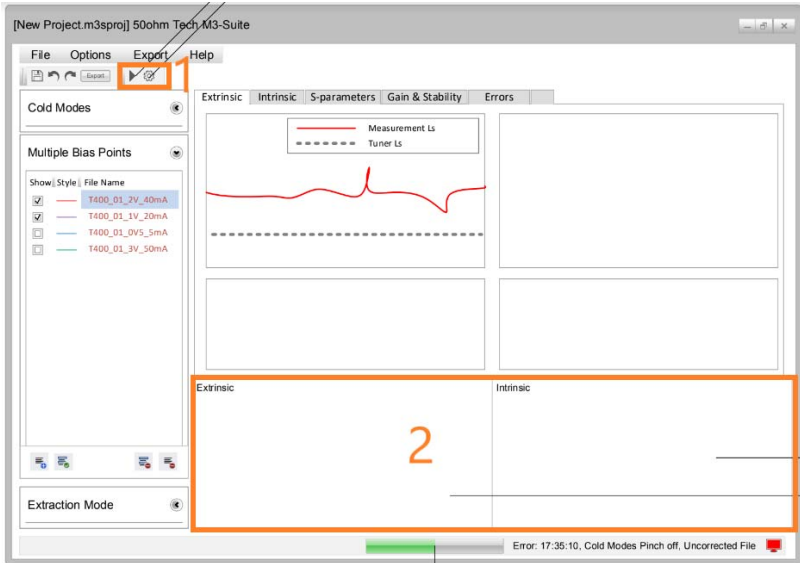 [New Project.m3sproj] 50ohm Tech M3-Suite
File Options Export Help
Export
1
Cold Modes
Extrinsic Intrinsic S-parameters Gain & Stability Errors
Measurement Ls
Tuner Ls
Multiple Bias Points
Show Style File Name
T400_01_2V_40mA
T400_01_1V_20mA
T400_01_0V5_5mA
T400_01_3V_50mA
Extrinsic
Intrinsic
2
Extraction Mode
Error: 17:35:10, Cold Modes Pinch off, Uncorrected File